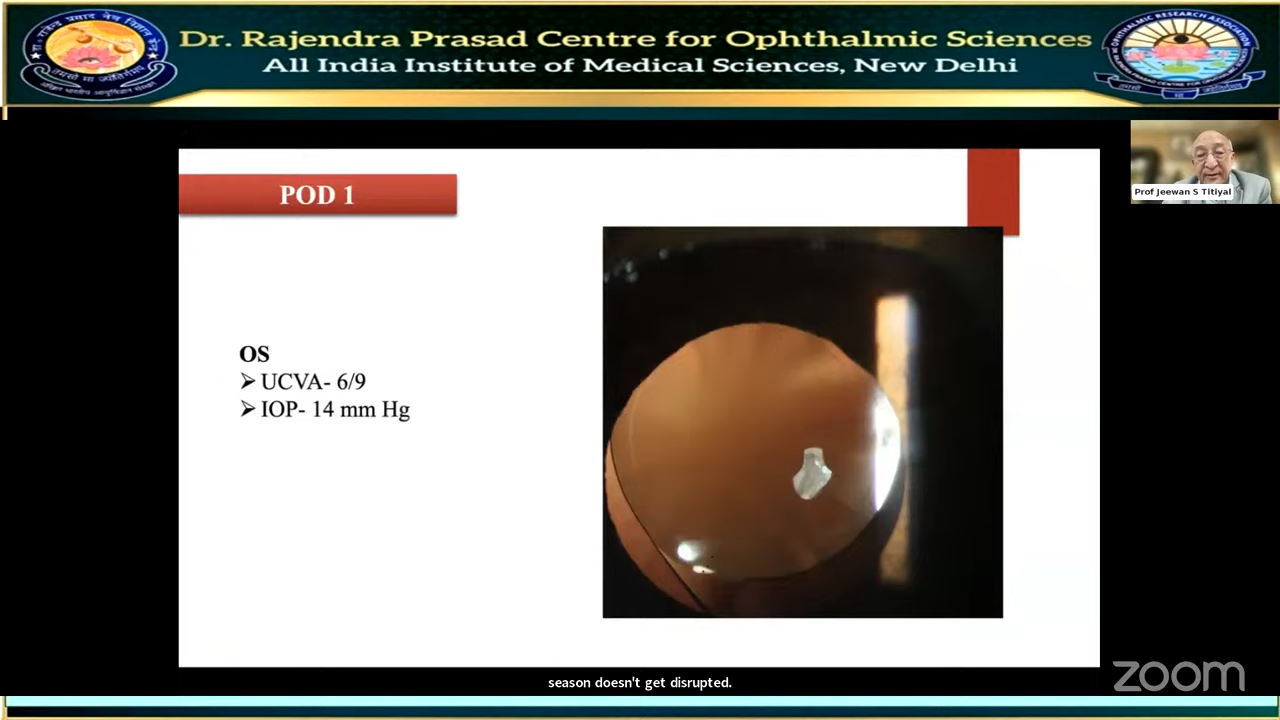 Dr. Rajendra Prasad Centre for Ophthalmic Sciences
All India Institute of Medical Sciences, New Delhi
Prof Jeewan S Titiyal
POD 1
OS
➤ UCVA- 6/9
➤ IOP- 14 mm Hg
season doesn't get disrupted.
zoom